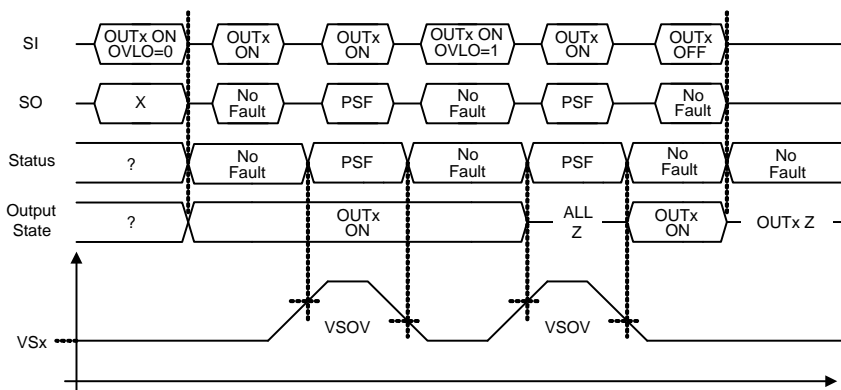 SI
OUTx ON
OVLO=0
OUTx
ON
OUTx
ON
OUTx ON
OVLO=1
OUTx
ON
OUTx
OFF
SO
X
No
Fault
PSF
No
Fault
PSF
No
Fault
Status
?
No
Fault
PSF
No
Fault
PSF
No
Fault
No
Fault
Output
State
?
OUTx
ON
ALL
Z
OUTx
ON
OUTx Z
VSx
VSOV
VSOV